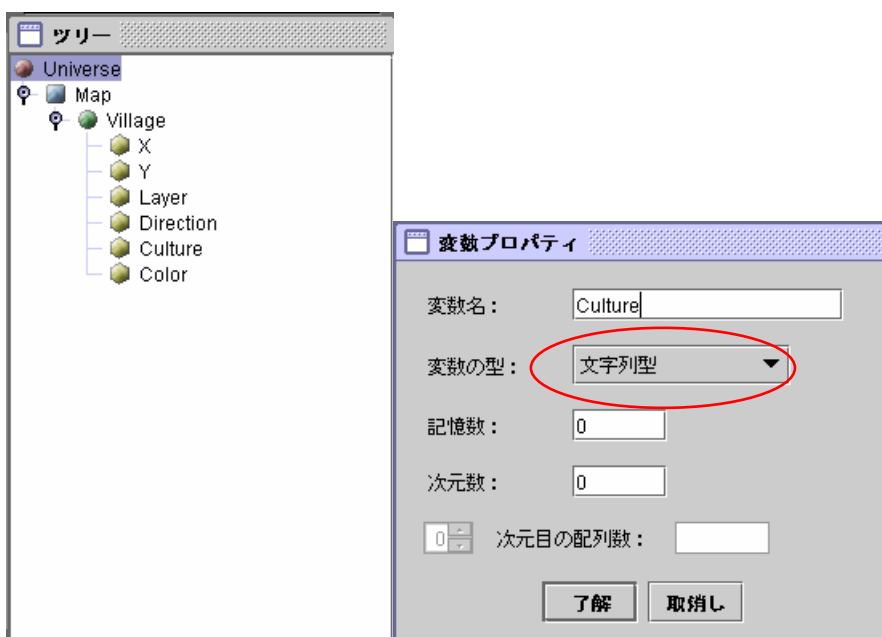 ツリー
Universe
Map
Village
X
Y
Layer
Direction
Culture
Color
変数プロパティ
変数名： Culture
変数の型： 文字列型
記憶数： 0
次元数： 0
0 次元目の配列数：
了解 取消し